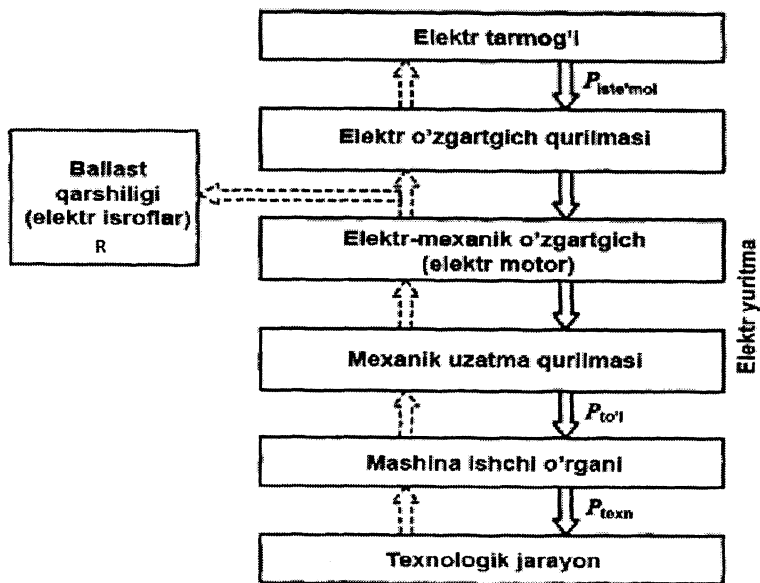 Elektr tarmog'i
P iste'mol
Elektr o'zgartgich qurilmasi
Ballast
qarshiligi
(elektr isroflar)
R
Elektr-mexanik o'zgartgich
(elektr motor)
Elektr yuritma
Mexanik uzatma qurilmasi
P to'l
Mashina ishchi o'rgani
P texn
Texnologik jarayon